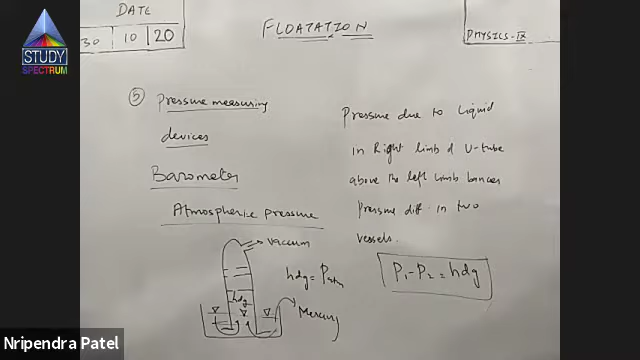 DATE
30 10 20
FLOATATION
PHYSICS-IX
STUDY
SPECTRUM
⑤ Pressure measuring
devices
Barometer
Atmospheric pressure
vacuum
hdg = Patm
hdg
Mercury
Pressure due to liquid
in Right limb of U-tube
above the left limb bances
Pressure diff. in two
vessels.
P₁-P₂ = hdg
Nripendra Patel